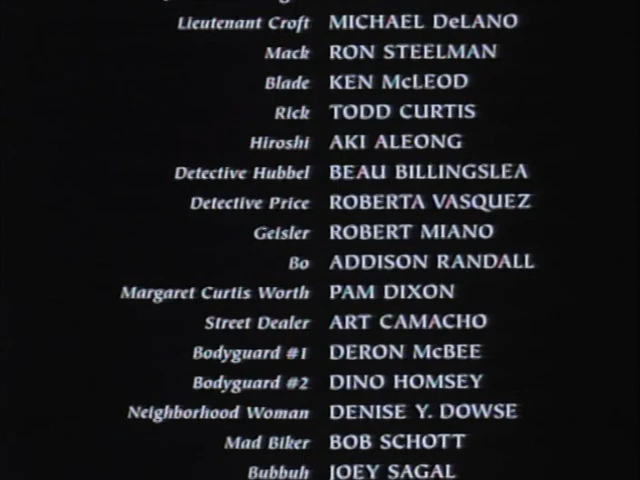 Lieutenant Croft MICHAEL DeLANO
Mack RON STEELMAN
Blade KEN McLEOD
Rick TODD CURTIS
Hiroshi AKI ALEONG
Detective Hubbel BEAU BILLINGSLEA
Detective Price ROBERTA VASQUEZ
Geisler ROBERT MIANO
Bo ADDISON RANDALL
Margaret Curtis Worth PAM DIXON
Street Dealer ART CAMACHO
Bodyguard #1 DERON McBEE
Bodyguard #2 DINO HOMSEY
Neighborhood Woman DENISE Y. DOWSE
Mad Biker BOB SCHOTT
Bubbuh JOEY SAGAL